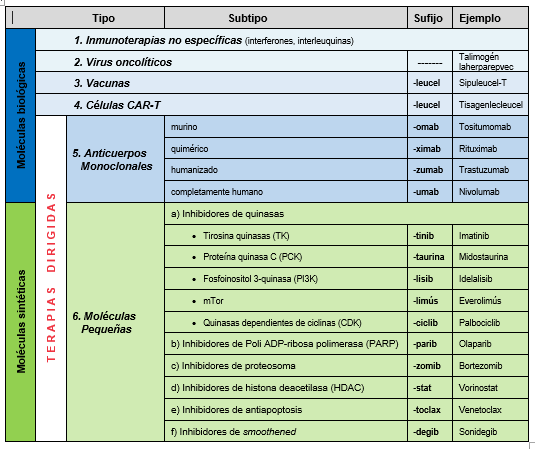 Tipo Subtipo Sufijo Ejemplo
Moléculas biológicas
1. Inmunoterapias no específicas (interferones, interleuquinas)
2. Virus oncolíticos ------- Talimogén laherparepvec
3. Vacunas -leucel Sipuleucel-T
4. Células CAR-T -leucel Tisagenlecleucel
TERAPIAS DIRIGIDAS
5. Anticuerpos Monoclonales
murino -omab Tositumomab
quimérico -ximab Rituximab
humanizado -zumab Trastuzumab
completamente humano -umab Nivolumab
Moléculas sintéticas
6. Moléculas Pequeñas
a) Inhibidores de quinasas
• Tirosina quinasas (TK) -tinib Imatinib
• Proteína quinasa C (PCK) -taurina Midostaurina
• Fosfoinositol 3-quinasa (PI3K) -lisib Idelalisib
• mTor -limús Everolimús
• Quinasas dependientes de ciclinas (CDK) -ciclib Palbociclib
b) Inhibidores de Poli ADP-ribosa polimerasa (PARP) -parib Olaparib
c) Inhibidores de proteosoma -zomib Bortezomib
d) Inhibidores de histona deacetilasa (HDAC) -stat Vorinostat
e) Inhibidores de antiapoptosis -toclax Venetoclax
f) Inhibidores de smoothened -degib Sonidegib